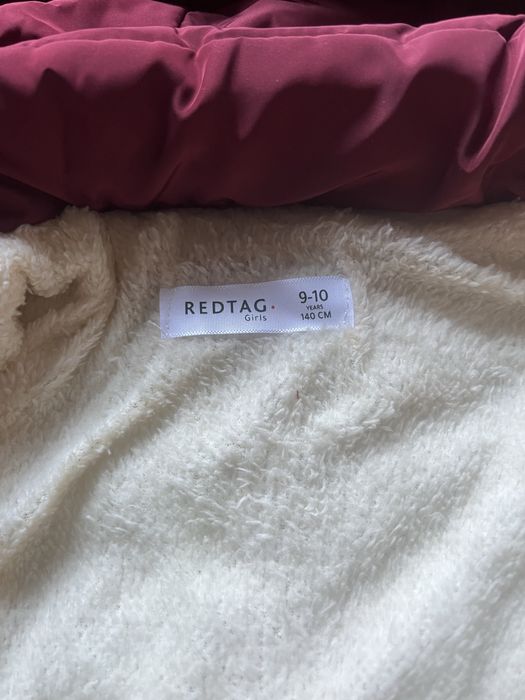 REDTAG.
Girls
9-10
YEARS
140 CM